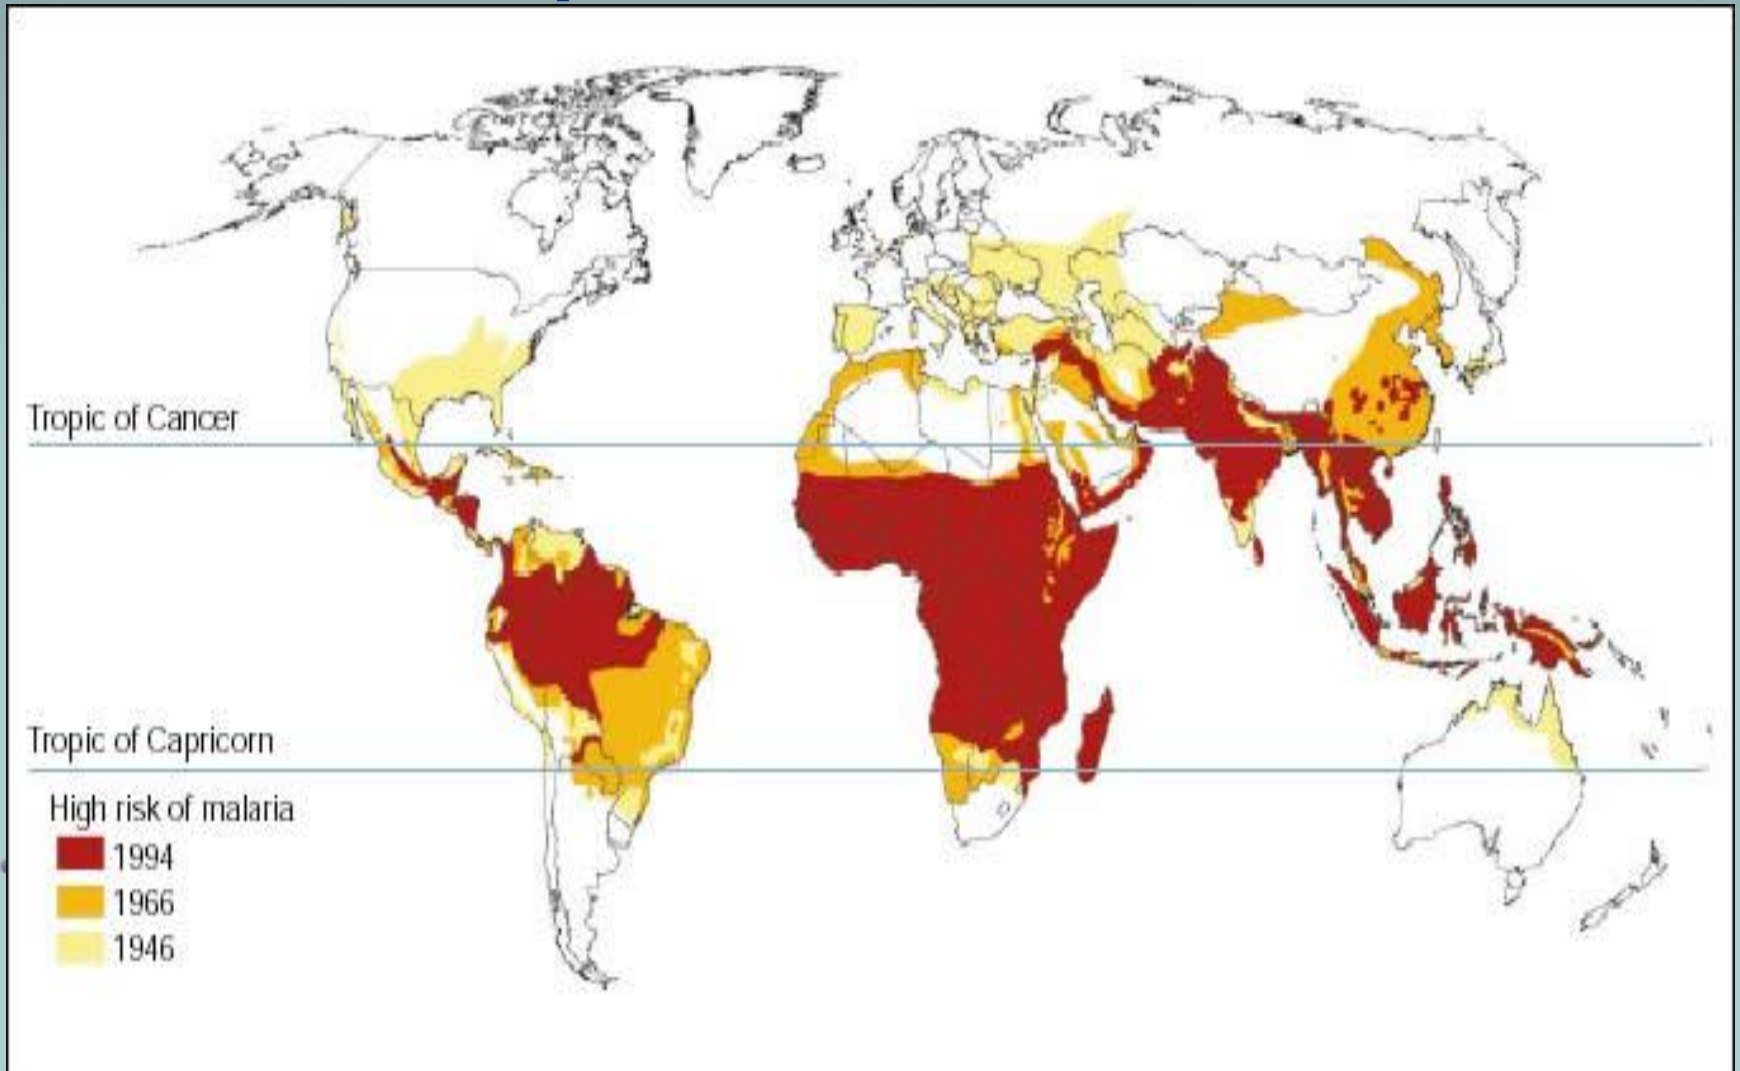 Tropic of Cancer
Tropic of Capricorn
High risk of malaria
1994
1966
1946